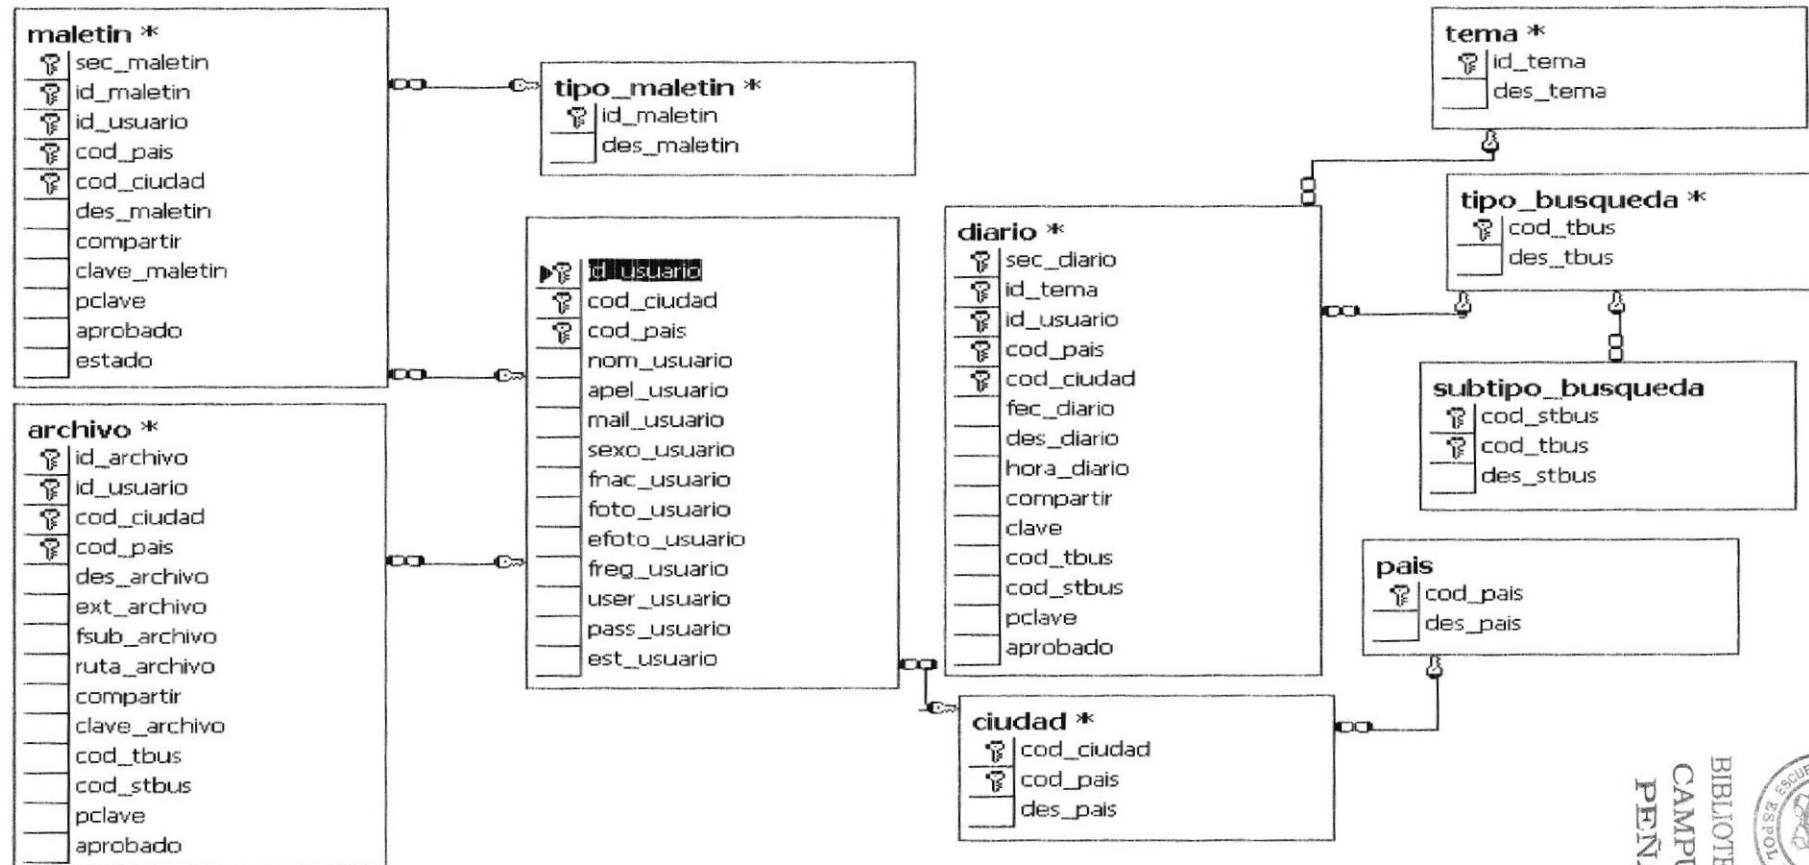 maletin *
sec_maletin
id_maletin
id_usuario
cod_pais
cod_ciudad
des_maletin
compartir
clave_maletin
pclave
aprobado
estado
tipo_maletin *
id_maletin
des_maletin
archivo *
id_archivo
id_usuario
cod_ciudad
cod_pais
des_archivo
ext_archivo
fsub_archivo
ruta_archivo
compartir
clave_archivo
cod_tbus
cod_stbus
pclave
aprobado
id_usuario
cod_ciudad
cod_pais
nom_usuario
apel_usuario
mail_usuario
sexo_usuario
fnac_usuario
foto_usuario
efoto_usuario
freg_usuario
user_usuario
pass_usuario
est_usuario
diario *
sec_diario
id_tema
id_usuario
cod_pais
cod_ciudad
fec_diario
des_diario
hora_diario
compartir
clave
cod_tbus
cod_stbus
pclave
aprobado
tema *
id_tema
des_tema
tipo_busqueda *
cod_tbus
des_tbus
subtipo_busqueda
cod_stbus
cod_tbus
des_stbus
pais
cod_pais
des_pais
ciudad *
cod_ciudad
cod_pais
des_pais